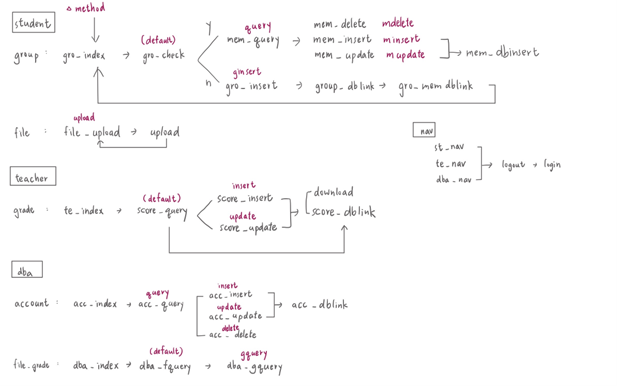 △ method
student
y
query
mem_delete mdelete
(default)
mem_query → mem_insert minsert
group : gro_index → gro_check
mem_update mupdate → mem_dbinsert
ginsert
n
gro_insert → group_dblink → gro_memdblink
upload
file : file_upload → upload
nav
st_nav
te_nav → logout → login
dba_nav
teacher
insert
download
(default)
score_insert
grade : te_index → score_query
score_dblink
update
score_update
dba
insert
query
acc_insert
account : acc_index → acc_query
update
acc_update → acc_dblink
delete
acc_delete
(default)
gquery
file_grade : dba_index → dba_fquery → dba_gquery